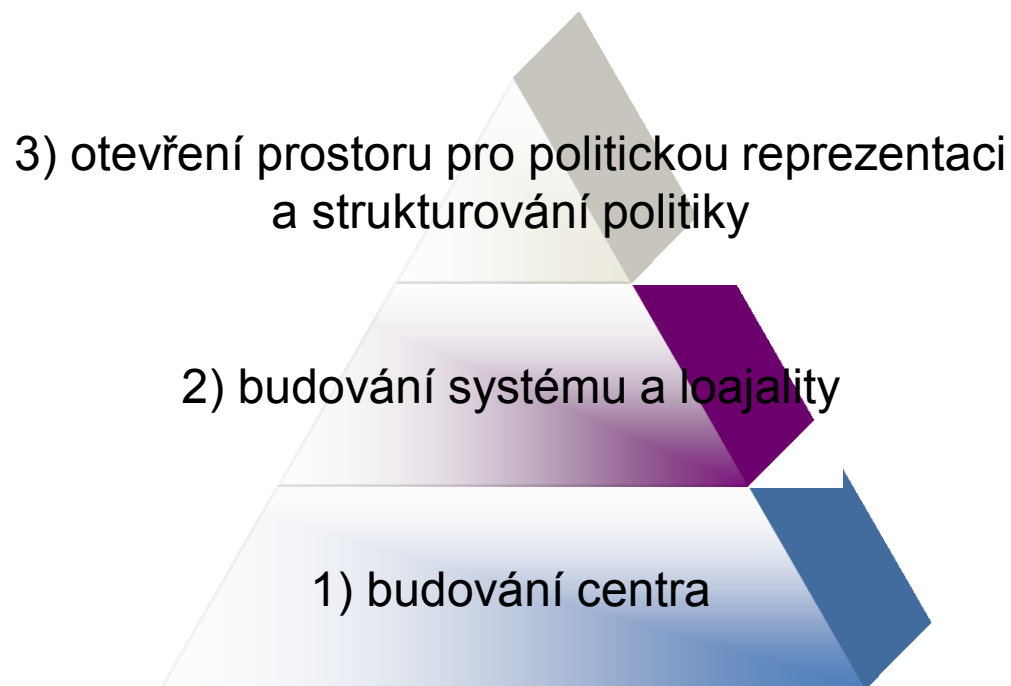 3) otevření prostoru pro politickou reprezentaci
a strukturování politiky
2) budování systému a loajality
1) budování centra